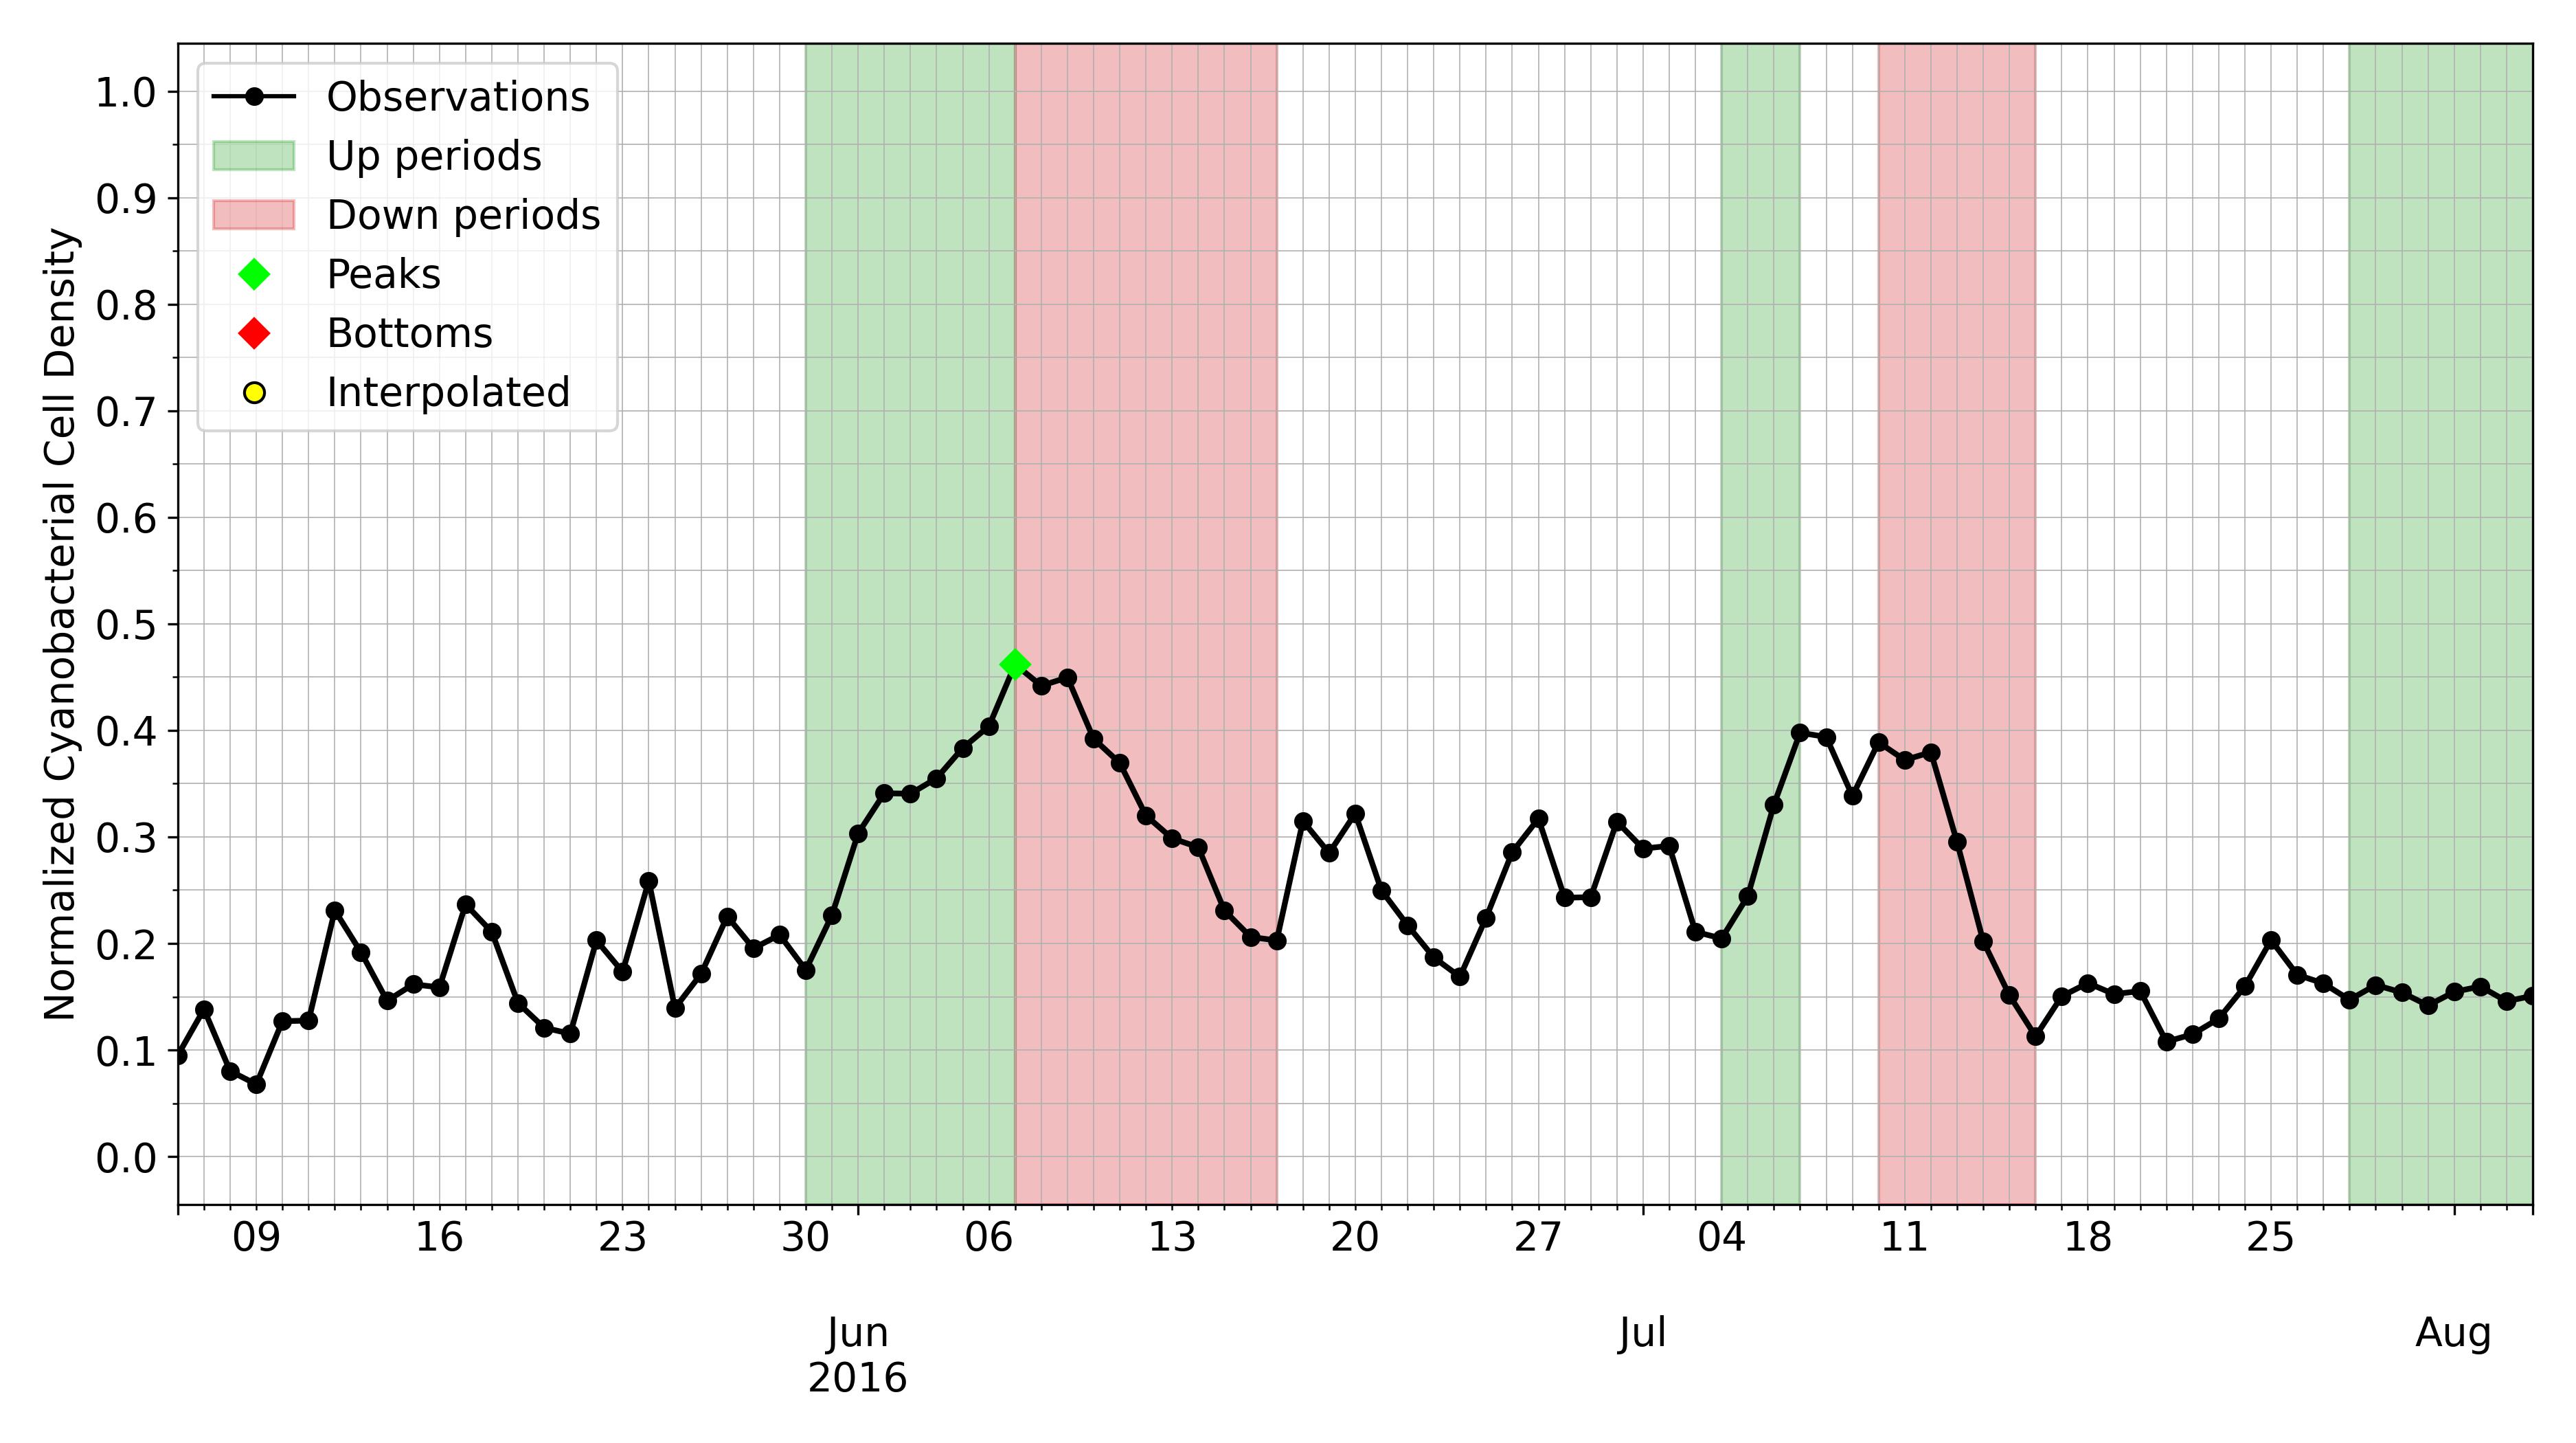 Normalized Cyanobacterial Cell Density
1.0
0.9
0.8
0.7
0.6
0.5
0.4
0.3
0.2
0.1
0.0
Observations
Up periods
Down periods
Peaks
Bottoms
Interpolated
09 16 23 30 06 13 20 27 04 11 18 25
Jun Jul Aug
2016